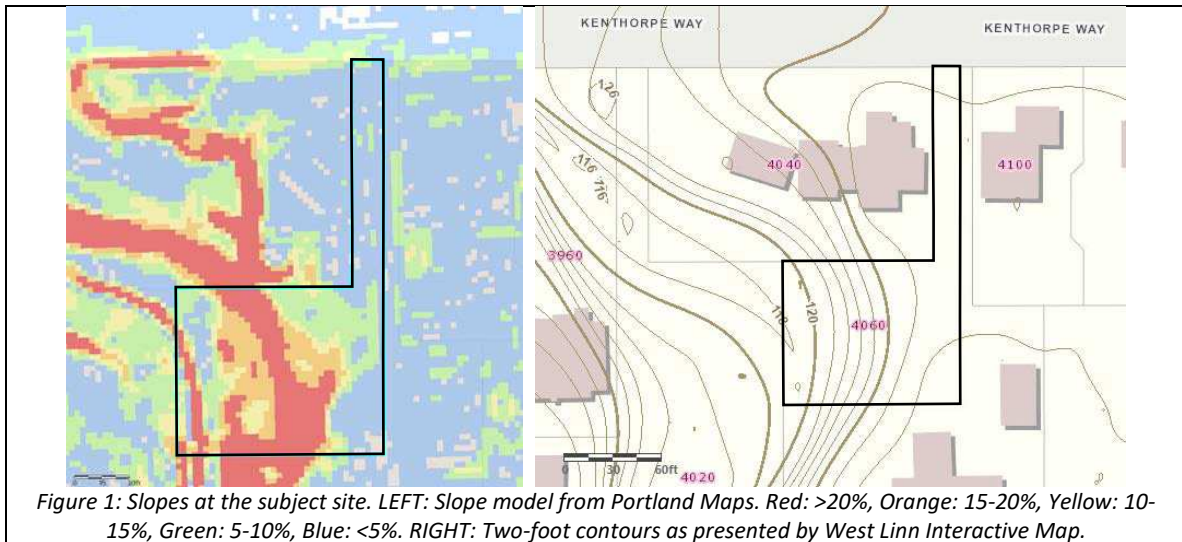 KENTHORPE WAY
KENTHORPE WAY
126
4040
4100
116
116
3960
118
120
4060
0 30 60ft
4020
Figure 1: Slopes at the subject site. LEFT: Slope model from Portland Maps. Red: >20%, Orange: 15-20%, Yellow: 10-
15%, Green: 5-10%, Blue: <5%. RIGHT: Two-foot contours as presented by West Linn Interactive Map.